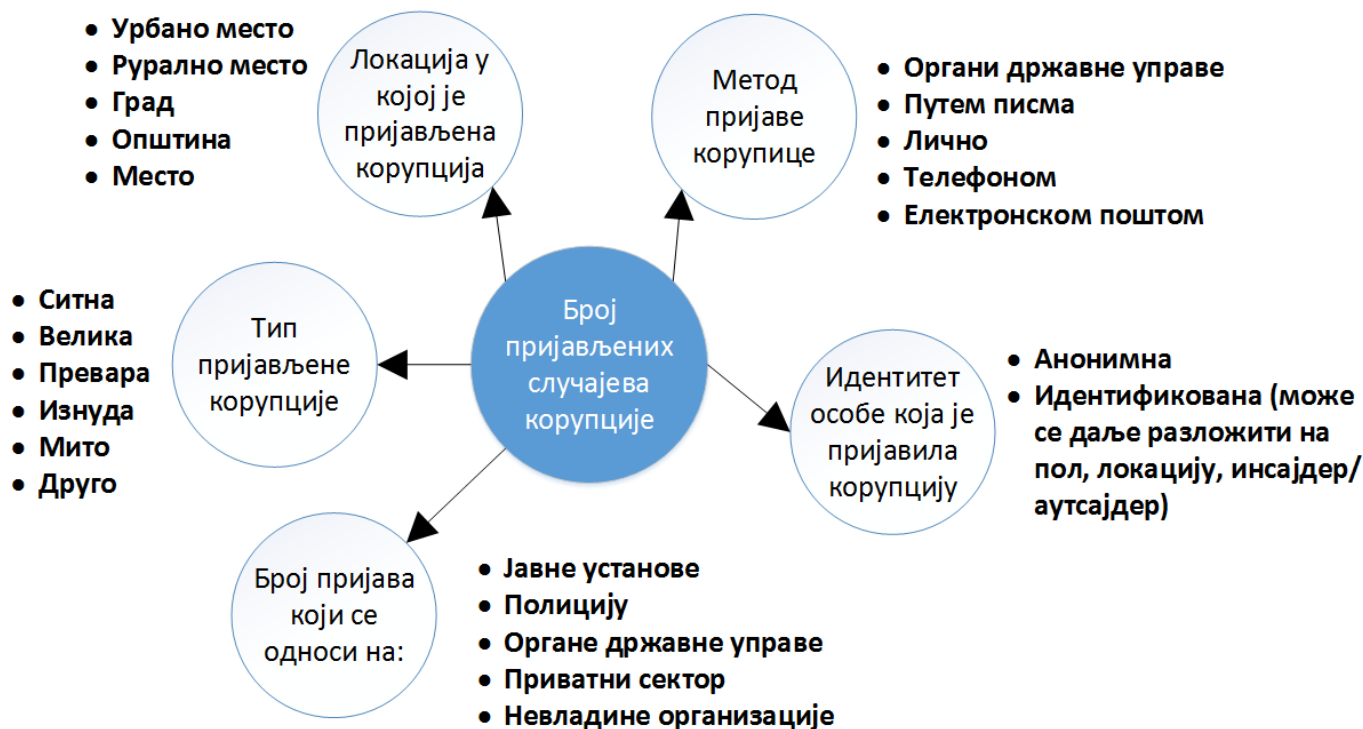 ● Урбано место
● Рурално место
● Град
● Општина
● Место
Локација у
којој је
пријављена
корупција
Метод
пријаве
корупице
● Органи државне управе
● Путем писма
● Лично
● Телефоном
● Електронском поштом
● Ситна
● Велика
● Превара
● Изнуда
● Мито
● Друго
Тип
пријављене
корупције
Број
пријављених
случајева
корупције
Идентитет
особе која је
пријавила
корупцију
● Анонимна
● Идентификована (може
се даље разложити на
пол, локацију, инсајдер/
аутсајдер)
Број пријава
који се
односи на:
● Јавне установе
● Полицију
● Органе државне управе
● Приватни сектор
● Невладине организације